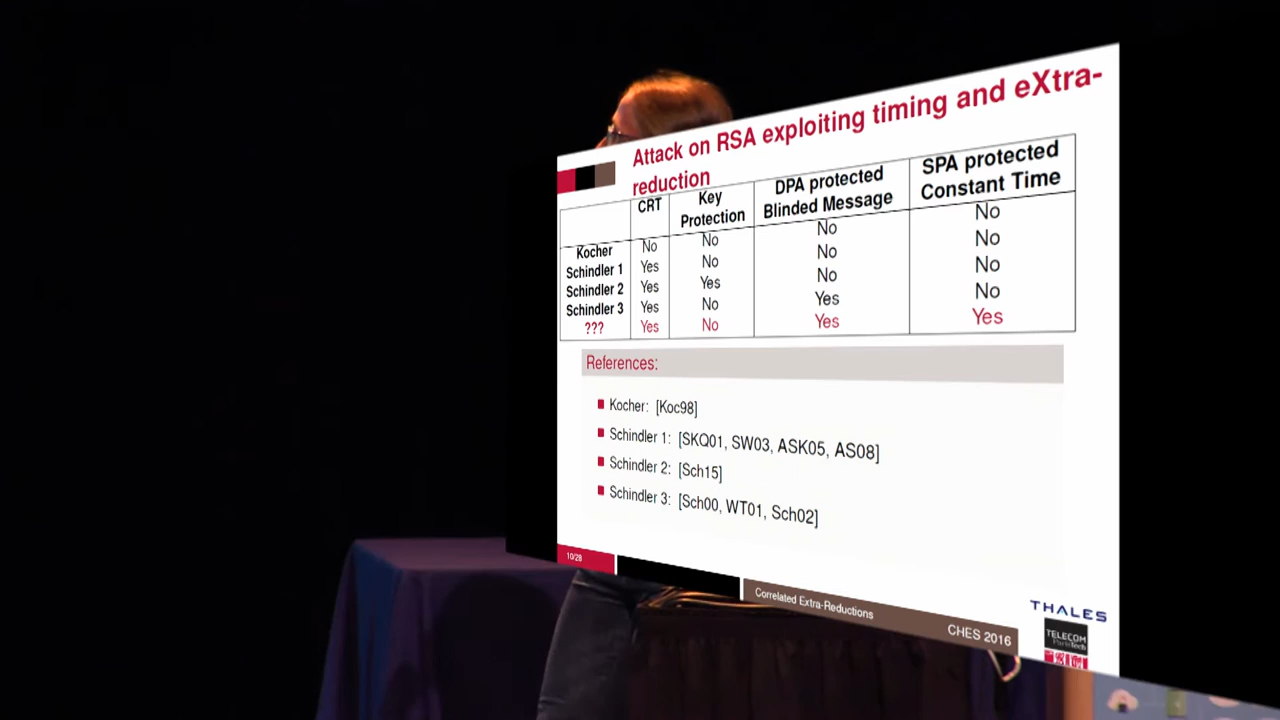 Attack on RSA exploiting timing and eXtra-
reduction
CRT Key Protection DPA protected Blinded Message SPA protected Constant Time
Kocher No No No No
Schindler 1 Yes No No No
Schindler 2 Yes Yes No No
Schindler 3 Yes No Yes No
??? Yes No Yes Yes
References:
Kocher: [Koc98]
Schindler 1: [SKQ01, SW03, ASK05, AS08]
Schindler 2: [Sch15]
Schindler 3: [Sch00, WT01, Sch02]
10/28
Correlated Extra-Reductions
CHES 2016
THALES
TELECOM
ParisTech